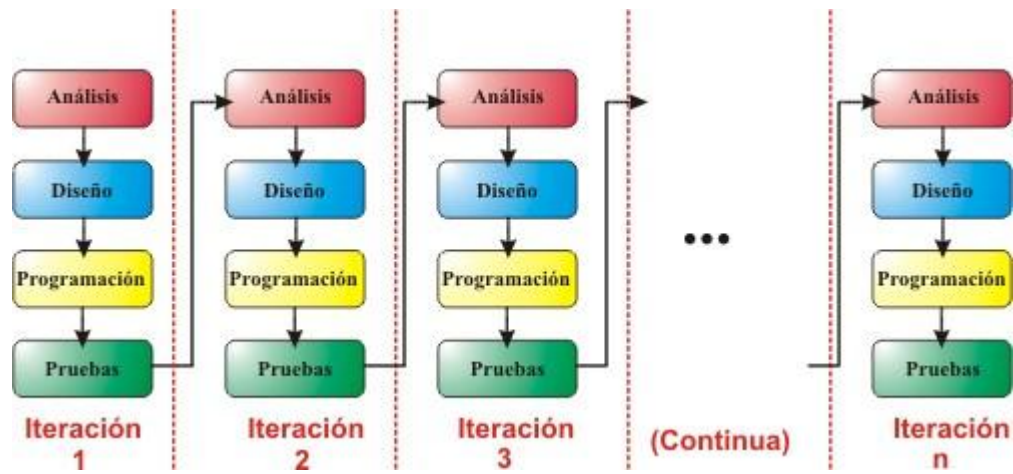 Análisis
Diseño
Programación
Pruebas
Iteración
1
Análisis
Diseño
Programación
Pruebas
Iteración
2
Análisis
Diseño
Programación
Pruebas
Iteración
3
•••
(Continua)
Análisis
Diseño
Programación
Pruebas
Iteración
n